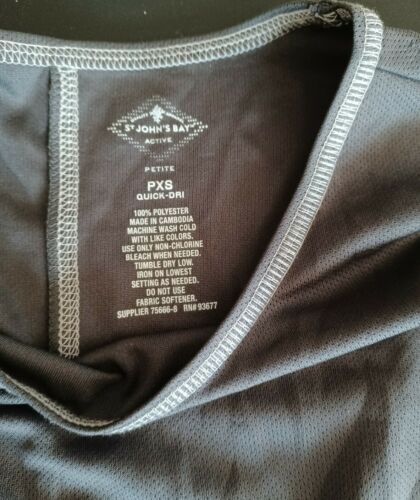 ST JOHN'S BAY
ACTIVE
PETITE
PXS
QUICK-DRI
100% POLYESTER
MADE IN CAMBODIA
MACHINE WASH COLD
WITH LIKE COLORS.
USE ONLY NON-CHLORINE
BLEACH WHEN NEEDED.
TUMBLE DRY LOW.
IRON ON LOWEST
SETTING AS NEEDED.
DO NOT USE
FABRIC SOFTENER.
SUPPLIER 75666-8 RN# 93677